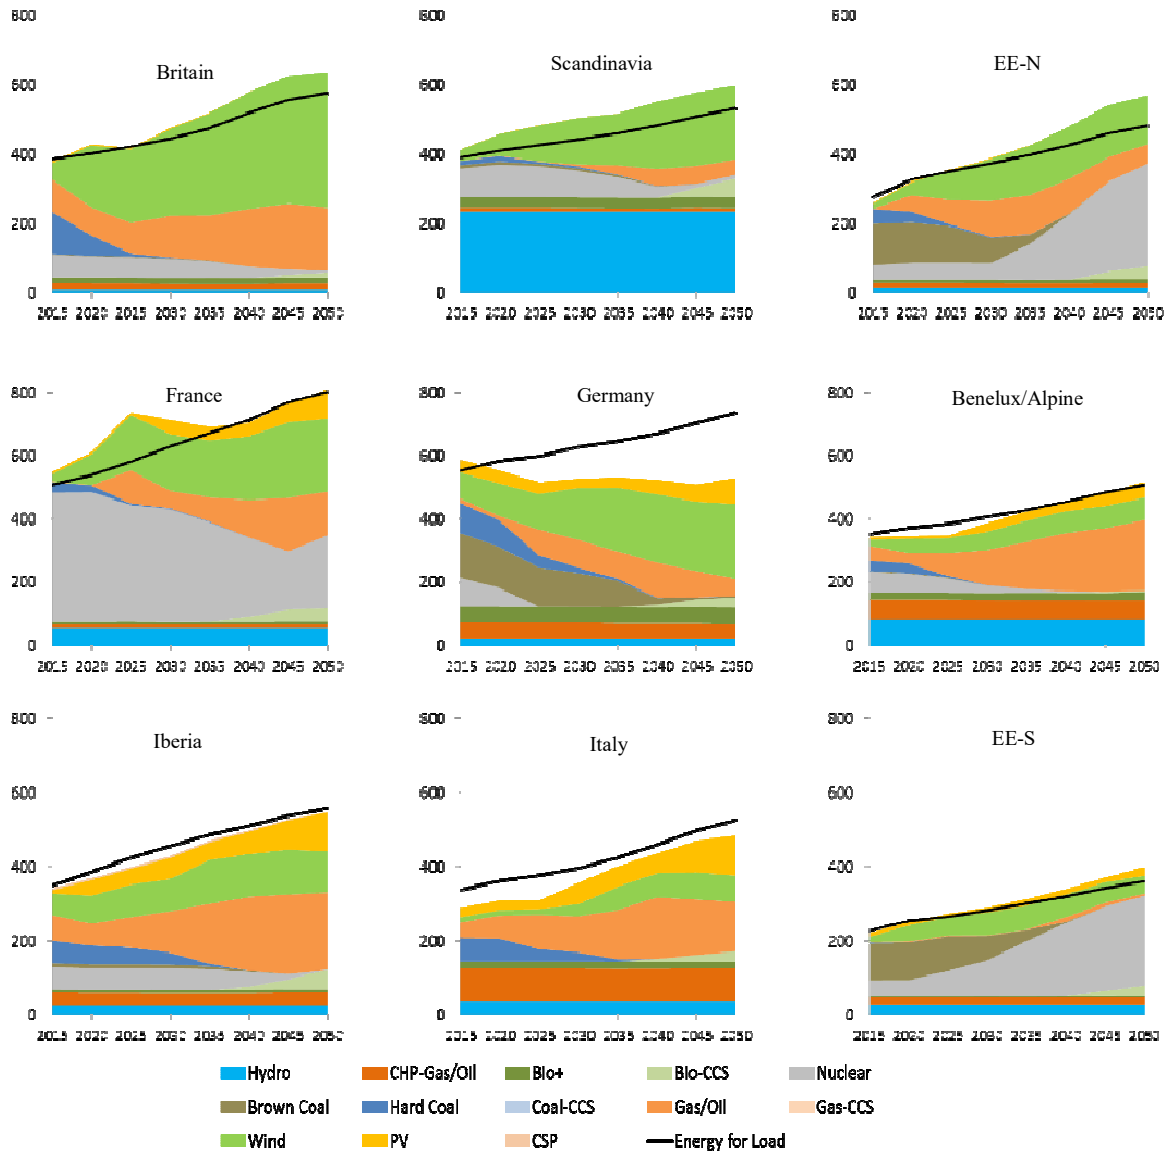 800
600
400
200
0
Britain
2015 2020 2025 2030 2035 2040 2045 2050
800
600
400
200
0
Scandinavia
2015 2020 2025 2030 2035 2040 2045 2050
800
600
400
200
0
EE-N
2015 2020 2025 2030 2035 2040 2045 2050
800
600
400
200
0
France
2015 2020 2025 2030 2035 2040 2045 2050
800
600
400
200
0
Germany
2015 2020 2025 2030 2035 2040 2045 2050
800
600
400
200
0
Benelux/Alpine
2015 2020 2025 2030 2035 2040 2045 2050
800
600
400
200
0
Iberia
2015 2020 2025 2030 2035 2040 2045 2050
800
600
400
200
0
Italy
2015 2020 2025 2030 2035 2040 2045 2050
800
600
400
200
0
EE-S
2015 2020 2025 2030 2035 2040 2045 2050
Hydro CHP-Gas/Oil Bio+ Bio-CCS Nuclear
Brown Coal Hard Coal Coal-CCS Gas/Oil Gas-CCS
Wind PV CSP Energy for Load